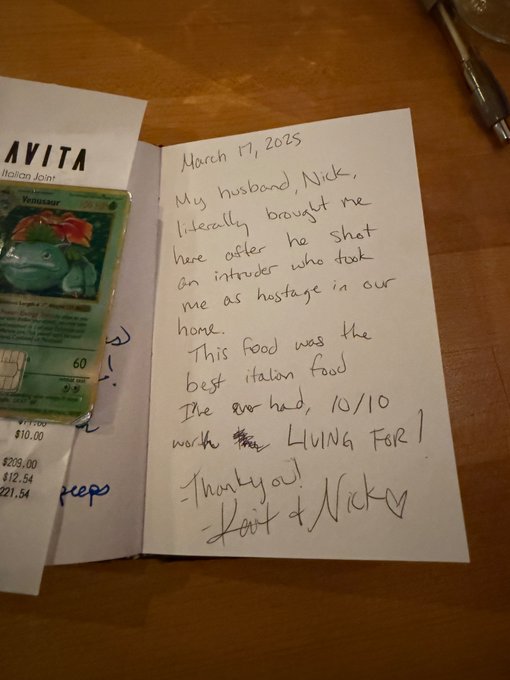 AVITA
Italian Joint
Venusaur
60
$10.00
$209.00
$12.54
221.54
peeps
March 17, 2025
My husband, Nick,
literally brought me
here after he shot
an intruder who took
me as hostage in our
home.
This food was the
best italian food
I've ever had, 10/10
worth LIVING FOR!
-Thank you!
- Kait + Nick ♡